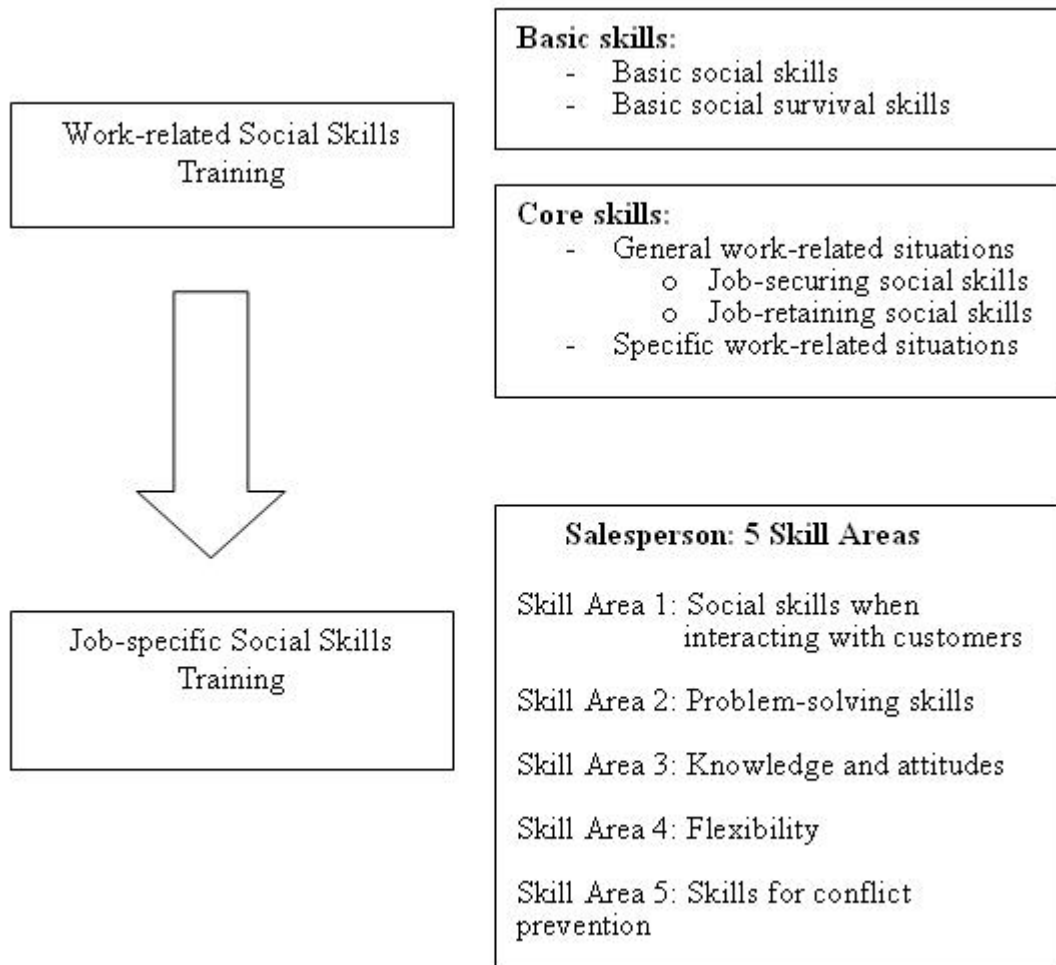 Work-related Social Skills
Training
Basic skills:
- Basic social skills
- Basic social survival skills
Core skills:
- General work-related situations
o Job-securing social skills
o Job-retaining social skills
- Specific work-related situations
Job-specific Social Skills
Training
Salesperson: 5 Skill Areas
Skill Area 1: Social skills when
interacting with customers
Skill Area 2: Problem-solving skills
Skill Area 3: Knowledge and attitudes
Skill Area 4: Flexibility
Skill Area 5: Skills for conflict
prevention